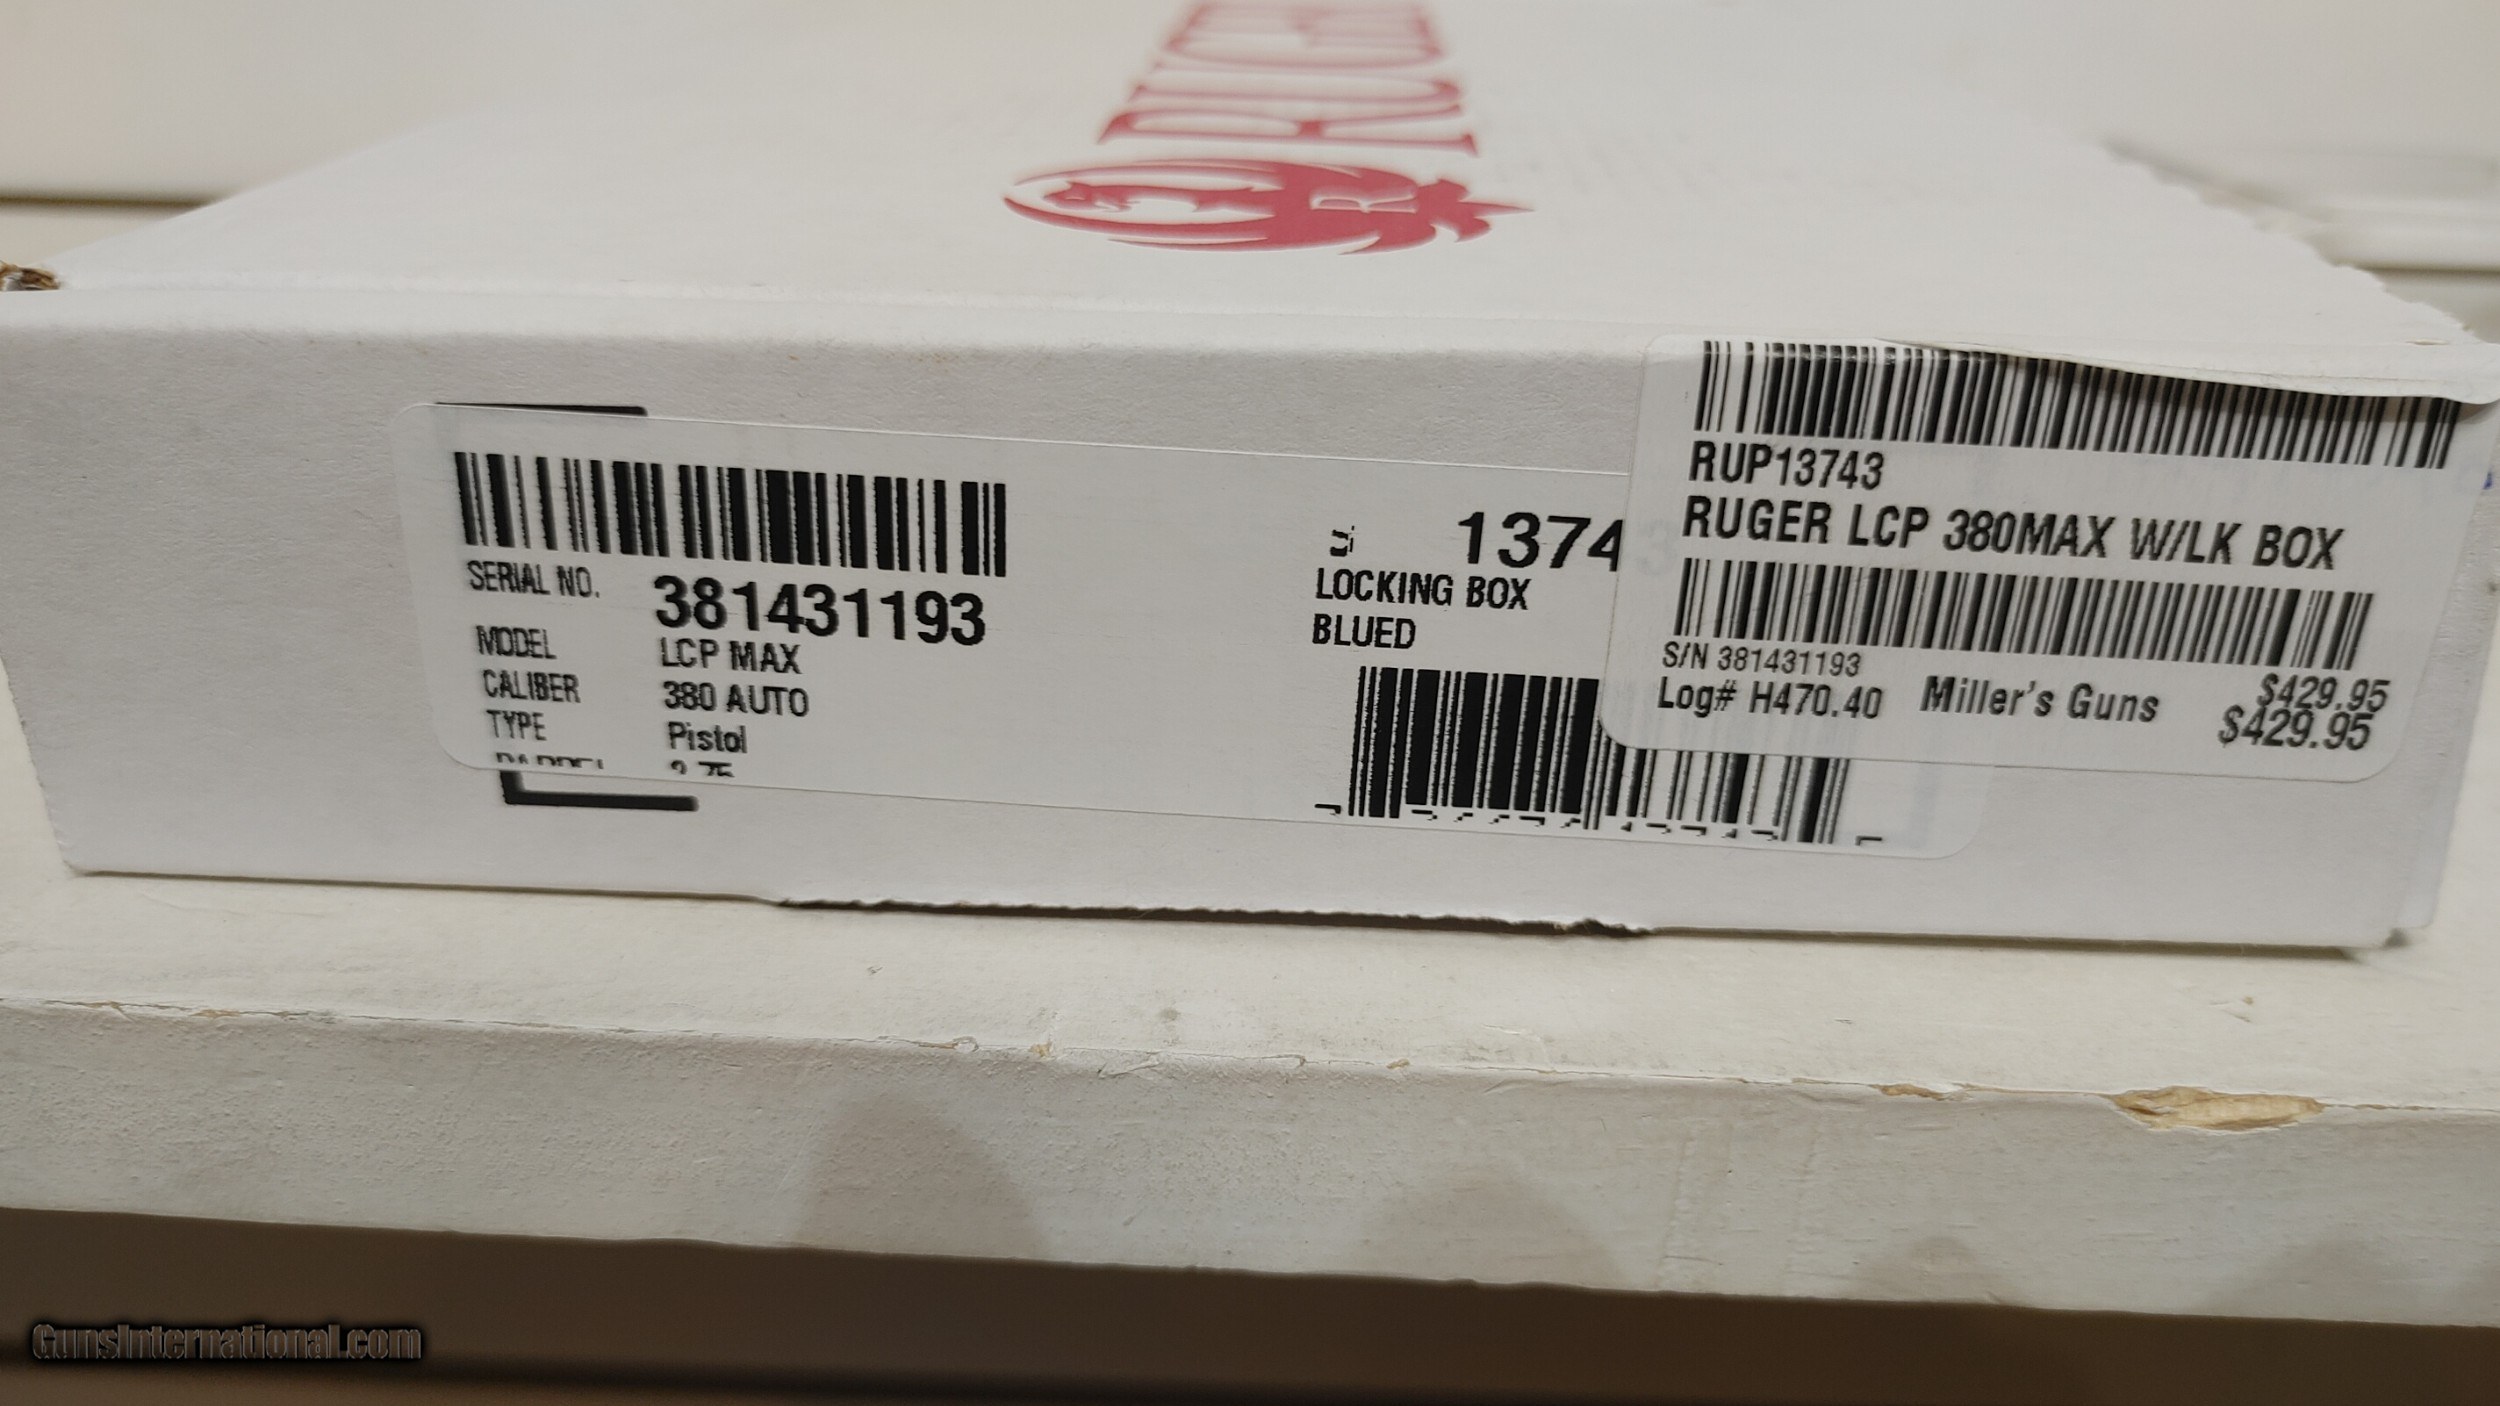 RUGER
R
SERIAL NO. 381431193
MODEL LCP MAX
CALIBER 380 AUTO
TYPE Pistol
1374
LOCKING BOX
BLUED
RUP13743
RUGER LCP 380MAX W/LK BOX
S/N 381431193
Log# H470.40 Miller's Guns $429.95
$429.95
GunsInternational.com